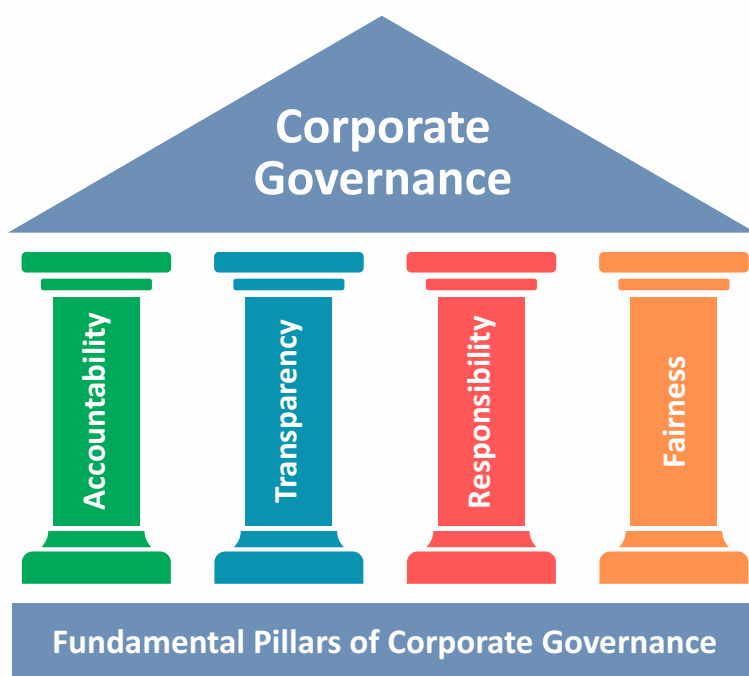 Corporate
Governance
Accountability
Transparency
Responsibility
Fairness
Fundamental Pillars of Corporate Governance